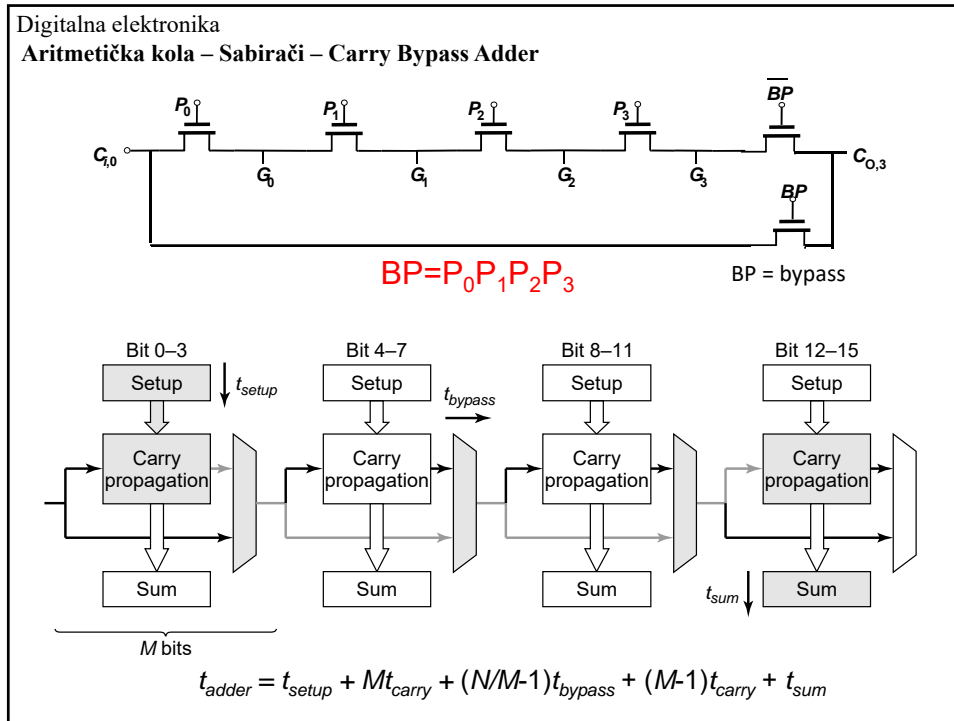 Digitalna elektronika
Aritmetička kola – Sabirači – Carry Bypass Adder
P0 P1 P2 P3 BP
Ci,0 G0 G1 G2 G3 CO,3
BP
BP=P0P1P2P3 BP = bypass
Bit 0–3 Bit 4–7 Bit 8–11 Bit 12–15
Setup tsetup Setup Setup Setup
tbypass
Carry propagation Carry propagation Carry propagation Carry propagation
Sum Sum Sum tsum Sum
M bits
tadder = tsetup + Mtcarry + (N/M-1)tbypass + (M-1)tcarry + tsum